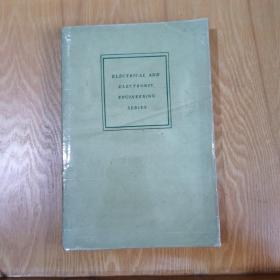 ELECTRICAL AND
ELECTRONIC
ENGINEERING
SERIES